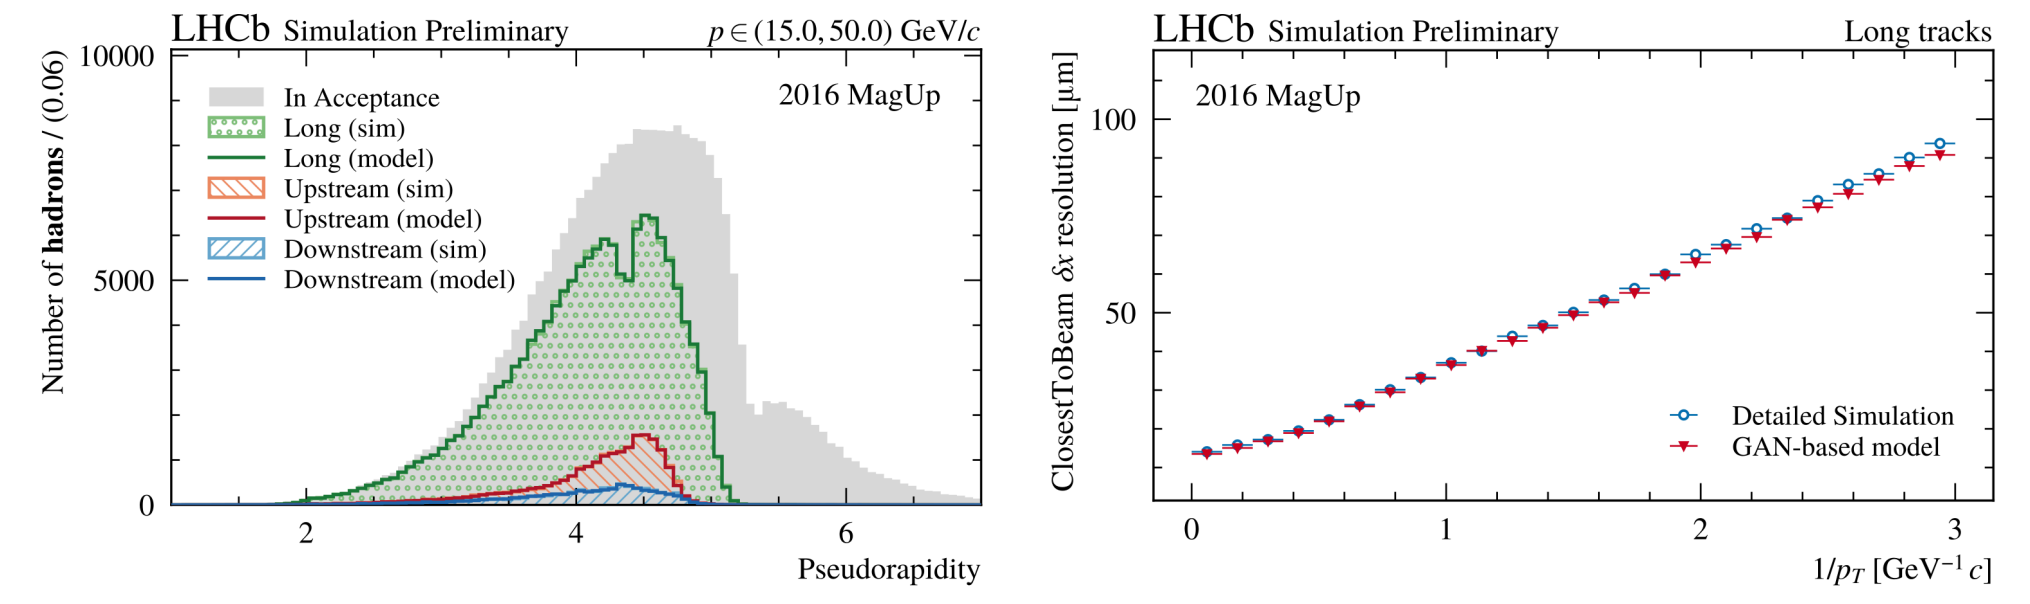 LHCb Simulation Preliminary
p ∈ (15.0, 50.0) GeV/c
2016 MagUp
In Acceptance
Long (sim)
Long (model)
Upstream (sim)
Upstream (model)
Downstream (sim)
Downstream (model)
Number of hadrons / (0.06)
10000
5000
0
2
4
6
Pseudorapidity
LHCb Simulation Preliminary
Long tracks
2016 MagUp
ClosestToBeam δx resolution [µm]
100
50
Detailed Simulation
GAN-based model
0
1
2
3
1/p_T [GeV⁻¹ c]